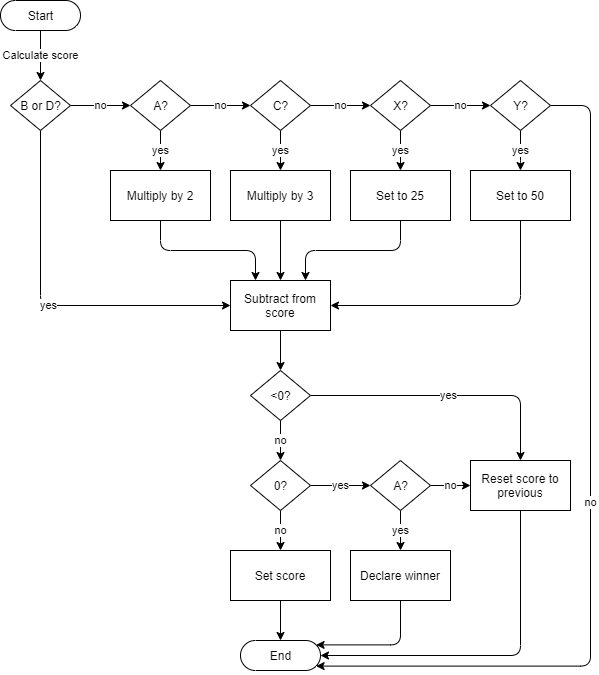 Start
Calculate score
B or D?
no
A?
no
C?
no
X?
no
Y?
yes
yes
yes
yes
Multiply by 2
Multiply by 3
Set to 25
Set to 50
yes
Subtract from
score
<0?
yes
no
0?
yes
A?
no
Reset score to
previous
no
no
yes
Set score
Declare winner
End